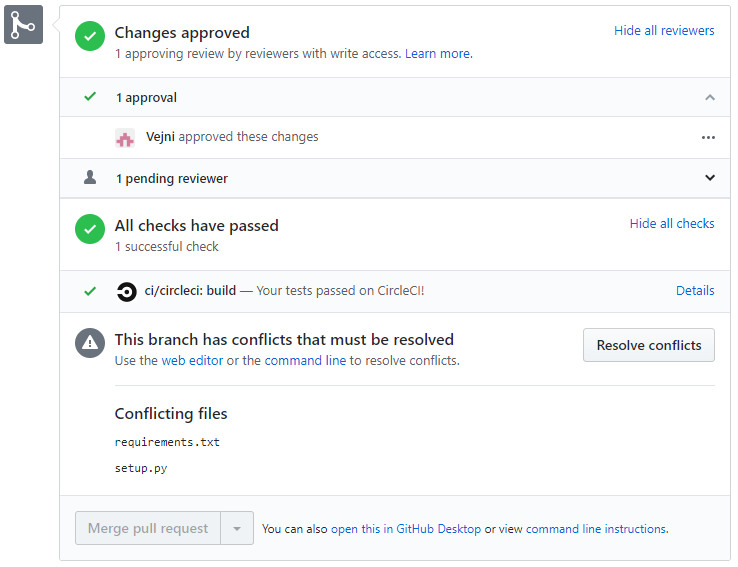 Changes approved
Hide all reviewers
1 approving review by reviewers with write access. Learn more.
1 approval
Vejni approved these changes
1 pending reviewer
All checks have passed
Hide all checks
1 successful check
ci/circleci: build — Your tests passed on CircleCI!
Details
This branch has conflicts that must be resolved
Use the web editor or the command line to resolve conflicts.
Resolve conflicts
Conflicting files
requirements.txt
setup.py
Merge pull request
You can also open this in GitHub Desktop or view command line instructions.